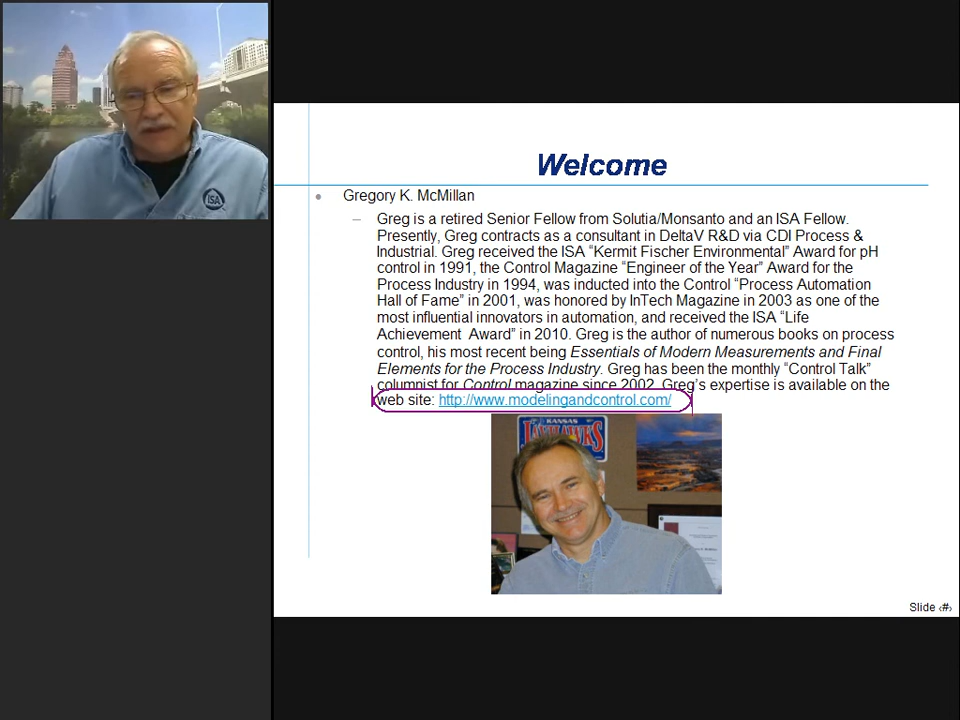 ISA
Welcome
• Gregory K. McMillan
– Greg is a retired Senior Fellow from Solutia/Monsanto and an ISA Fellow.
Presently, Greg contracts as a consultant in DeltaV R&D via CDI Process &
Industrial. Greg received the ISA “Kermit Fischer Environmental” Award for pH
control in 1991, the Control Magazine “Engineer of the Year” Award for the
Process Industry in 1994, was inducted into the Control “Process Automation
Hall of Fame” in 2001, was honored by InTech Magazine in 2003 as one of the
most influential innovators in automation, and received the ISA “Life
Achievement Award” in 2010. Greg is the author of numerous books on process
control, his most recent being Essentials of Modern Measurements and Final
Elements for the Process Industry. Greg has been the monthly “Control Talk”
columnist for Control magazine since 2002. Greg’s expertise is available on the
web site: http://www.modelingandcontrol.com/
KANSAS
Slide ‹#›